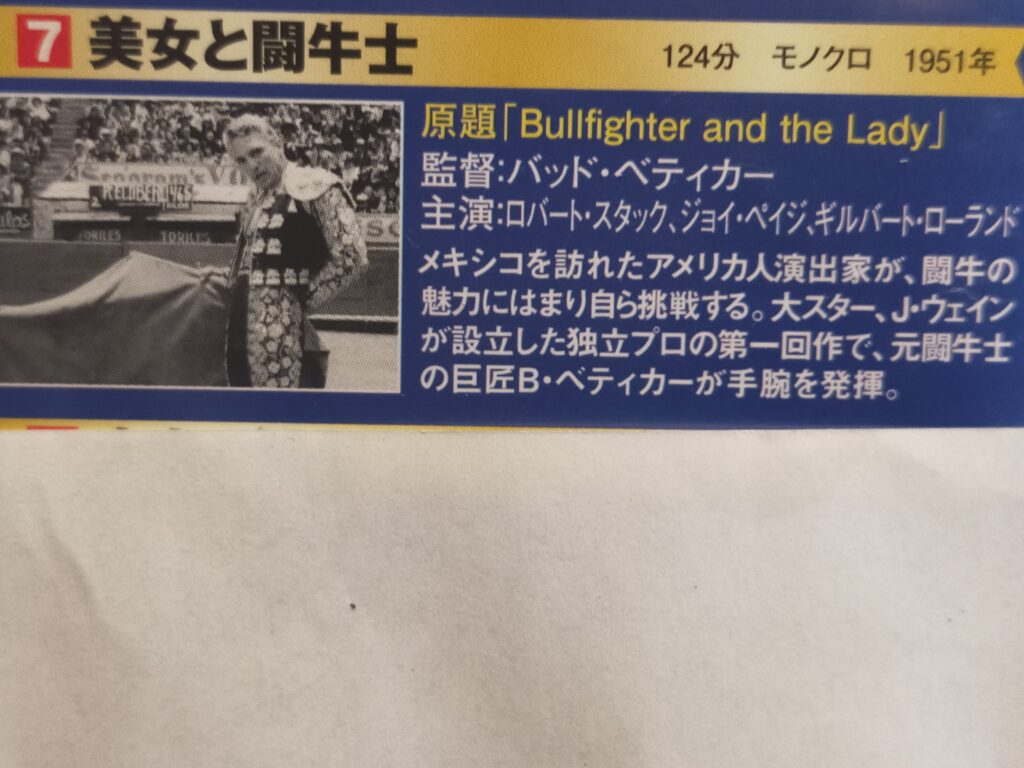 7 美女と闘牛士 124分 モノクロ 1951年
原題「Bullfighter and the Lady」
監督:バッド・ベティカー
主演:ロバート・スタック、ジョイ・ペイジ、ギルバート・ローランド
メキシコを訪れたアメリカ人演出家が、闘牛の
魅力にはまり自ら挑戦する。大スター、J・ウェイン
が設立した独立プロの第一回作で、元闘牛士
の巨匠B・ベティカーが手腕を発揮。
TORILES TORILES